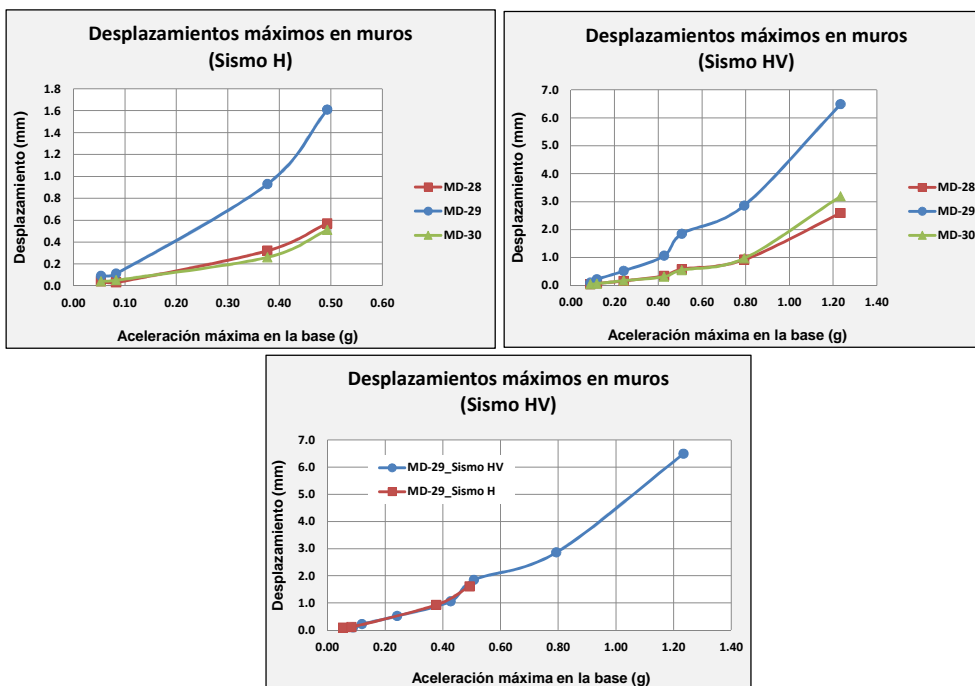 Desplazamientos máximos en muros
(Sismo H)
Desplazamiento (mm)
1.8
1.6
1.4
1.2
1.0
0.8
0.6
0.4
0.2
0.0
0.00 0.10 0.20 0.30 0.40 0.50 0.60
Aceleración máxima en la base (g)
MD-28
MD-29
MD-30
Desplazamientos máximos en muros
(Sismo HV)
Desplazamiento (mm)
7.0
6.0
5.0
4.0
3.0
2.0
1.0
0.0
0.00 0.20 0.40 0.60 0.80 1.00 1.20 1.40
Aceleración máxima en la base (g)
MD-28
MD-29
MD-30
Desplazamientos máximos en muros
(Sismo HV)
Desplazamiento (mm)
7.0
6.0
5.0
4.0
3.0
2.0
1.0
0.0
0.00 0.20 0.40 0.60 0.80 1.00 1.20 1.40
MD-29_Sismo HV
MD-29_Sismo H
Aceleración máxima en la base (g)